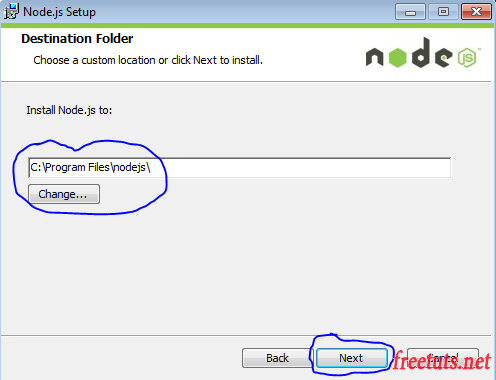 Node.js Setup
Destination Folder
Choose a custom location or click Next to install.
node JS
Install Node.js to:
C:\Program Files\nodejs\
Change...
Back Next Cancel
freetuts.net